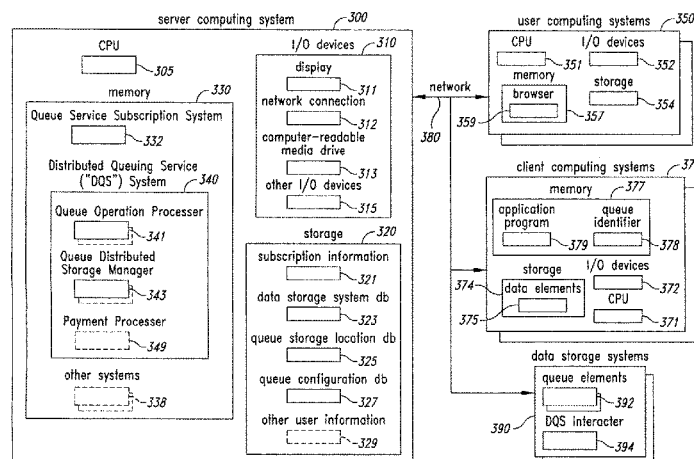 server computing system
300
CPU
305
memory
330
Queue Service Subscription System
332
Distributed Queuing Service
("DQS") System
340
Queue Operation Processer
341
Queue Distributed
Storage Manager
343
Payment Processer
349
other systems
338
I/O devices
310
display
311
network connection
312
computer-readable
media drive
313
other I/O devices
315
storage
320
subscription information
321
data storage system db
323
queue storage location db
325
queue configuration db
327
other user information
329
network
380
user computing systems
350
CPU
351
I/O devices
352
memory
browser
359
357
storage
354
client computing systems
memory
377
application
program
379
queue
identifier
378
storage
374
data elements
375
I/O devices
372
CPU
371
data storage systems
queue elements
392
390
DQS interacter
394